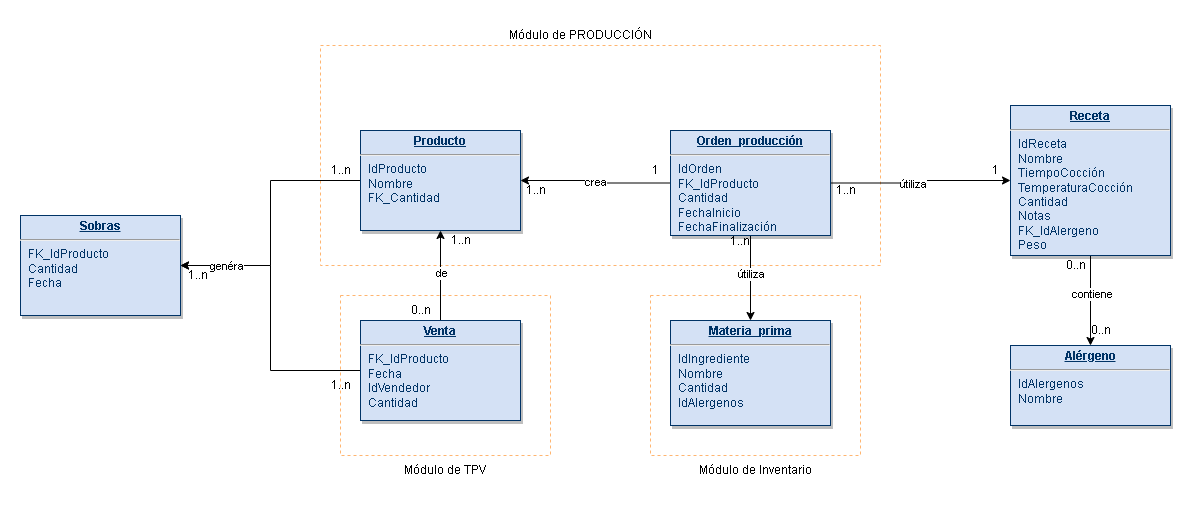 Módulo de PRODUCCIÓN
Producto
IdProducto
Nombre
FK_Cantidad
1..n
1..n
crea
1
Orden_producción
IdOrden
FK_IdProducto
Cantidad
FechaInicio
FechaFinalización
1..n
útiliza
1
Receta
IdReceta
Nombre
TiempoCocción
TemperaturaCocción
Cantidad
Notas
FK_IdAlergeno
Peso
Sobras
FK_IdProducto
Cantidad
Fecha
1..n
genéra
1..n
de
0..n
1..n
útiliza
0..n
contiene
0..n
Venta
FK_IdProducto
Fecha
IdVendedor
Cantidad
1..n
Módulo de TPV
Materia_prima
IdIngrediente
Nombre
Cantidad
IdAlergenos
Módulo de Inventario
Alérgeno
IdAlergenos
Nombre